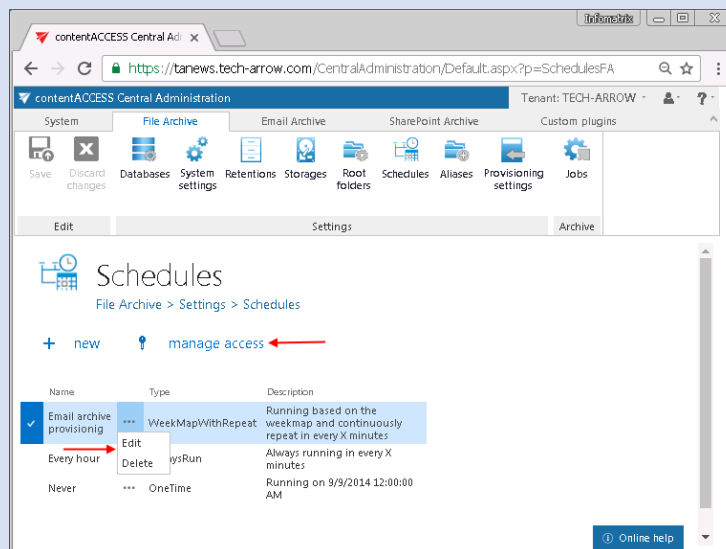 Infomatrix
contentACCESS Central Ad
https://tanews.tech-arrow.com/CentralAdministration/Default.aspx?p=SchedulesFA
contentACCESS Central Administration
Tenant: TECH-ARROW
System File Archive Email Archive SharePoint Archive Custom plugins
Save Discard changes Databases System settings Retentions Storages Root folders Schedules Aliases Provisioning settings Jobs
Edit Settings Archive
Schedules
File Archive > Settings > Schedules
+ new manage access
Name Type Description
Email archive provisionig ... WeekMapWithRepeat Running based on the weekmap and continuously repeat in every X minutes
Edit
Delete
Every hour ysRun Always running in every X minutes
Never ... OneTime Running on 9/9/2014 12:00:00 AM
Online help